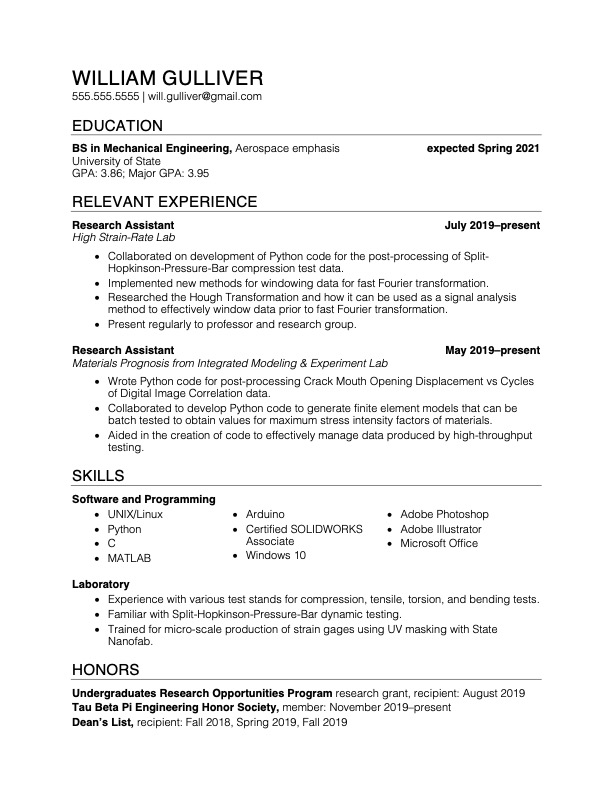 WILLIAM GULLIVER
555.555.5555 | will.gulliver@gmail.com
EDUCATION
BS in Mechanical Engineering, Aerospace emphasis expected Spring 2021
University of State
GPA: 3.86; Major GPA: 3.95
RELEVANT EXPERIENCE
Research Assistant July 2019–present
High Strain-Rate Lab
• Collaborated on development of Python code for the post-processing of Split-
Hopkinson-Pressure-Bar compression test data.
• Implemented new methods for windowing data for fast Fourier transformation.
• Researched the Hough Transformation and how it can be used as a signal analysis
method to effectively window data prior to fast Fourier transformation.
• Present regularly to professor and research group.
Research Assistant May 2019–present
Materials Prognosis from Integrated Modeling & Experiment Lab
• Wrote Python code for post-processing Crack Mouth Opening Displacement vs Cycles
of Digital Image Correlation data.
• Collaborated to develop Python code to generate finite element models that can be
batch tested to obtain values for maximum stress intensity factors of materials.
• Aided in the creation of code to effectively manage data produced by high-throughput
testing.
SKILLS
Software and Programming
• UNIX/Linux
• Python
• C
• MATLAB
• Arduino
• Certified SOLIDWORKS
Associate
• Windows 10
• Adobe Photoshop
• Adobe Illustrator
• Microsoft Office
Laboratory
• Experience with various test stands for compression, tensile, torsion, and bending tests.
• Familiar with Split-Hopkinson-Pressure-Bar dynamic testing.
• Trained for micro-scale production of strain gages using UV masking with State
Nanofab.
HONORS
Undergraduates Research Opportunities Program research grant, recipient: August 2019
Tau Beta Pi Engineering Honor Society, member: November 2019–present
Dean's List, recipient: Fall 2018, Spring 2019, Fall 2019